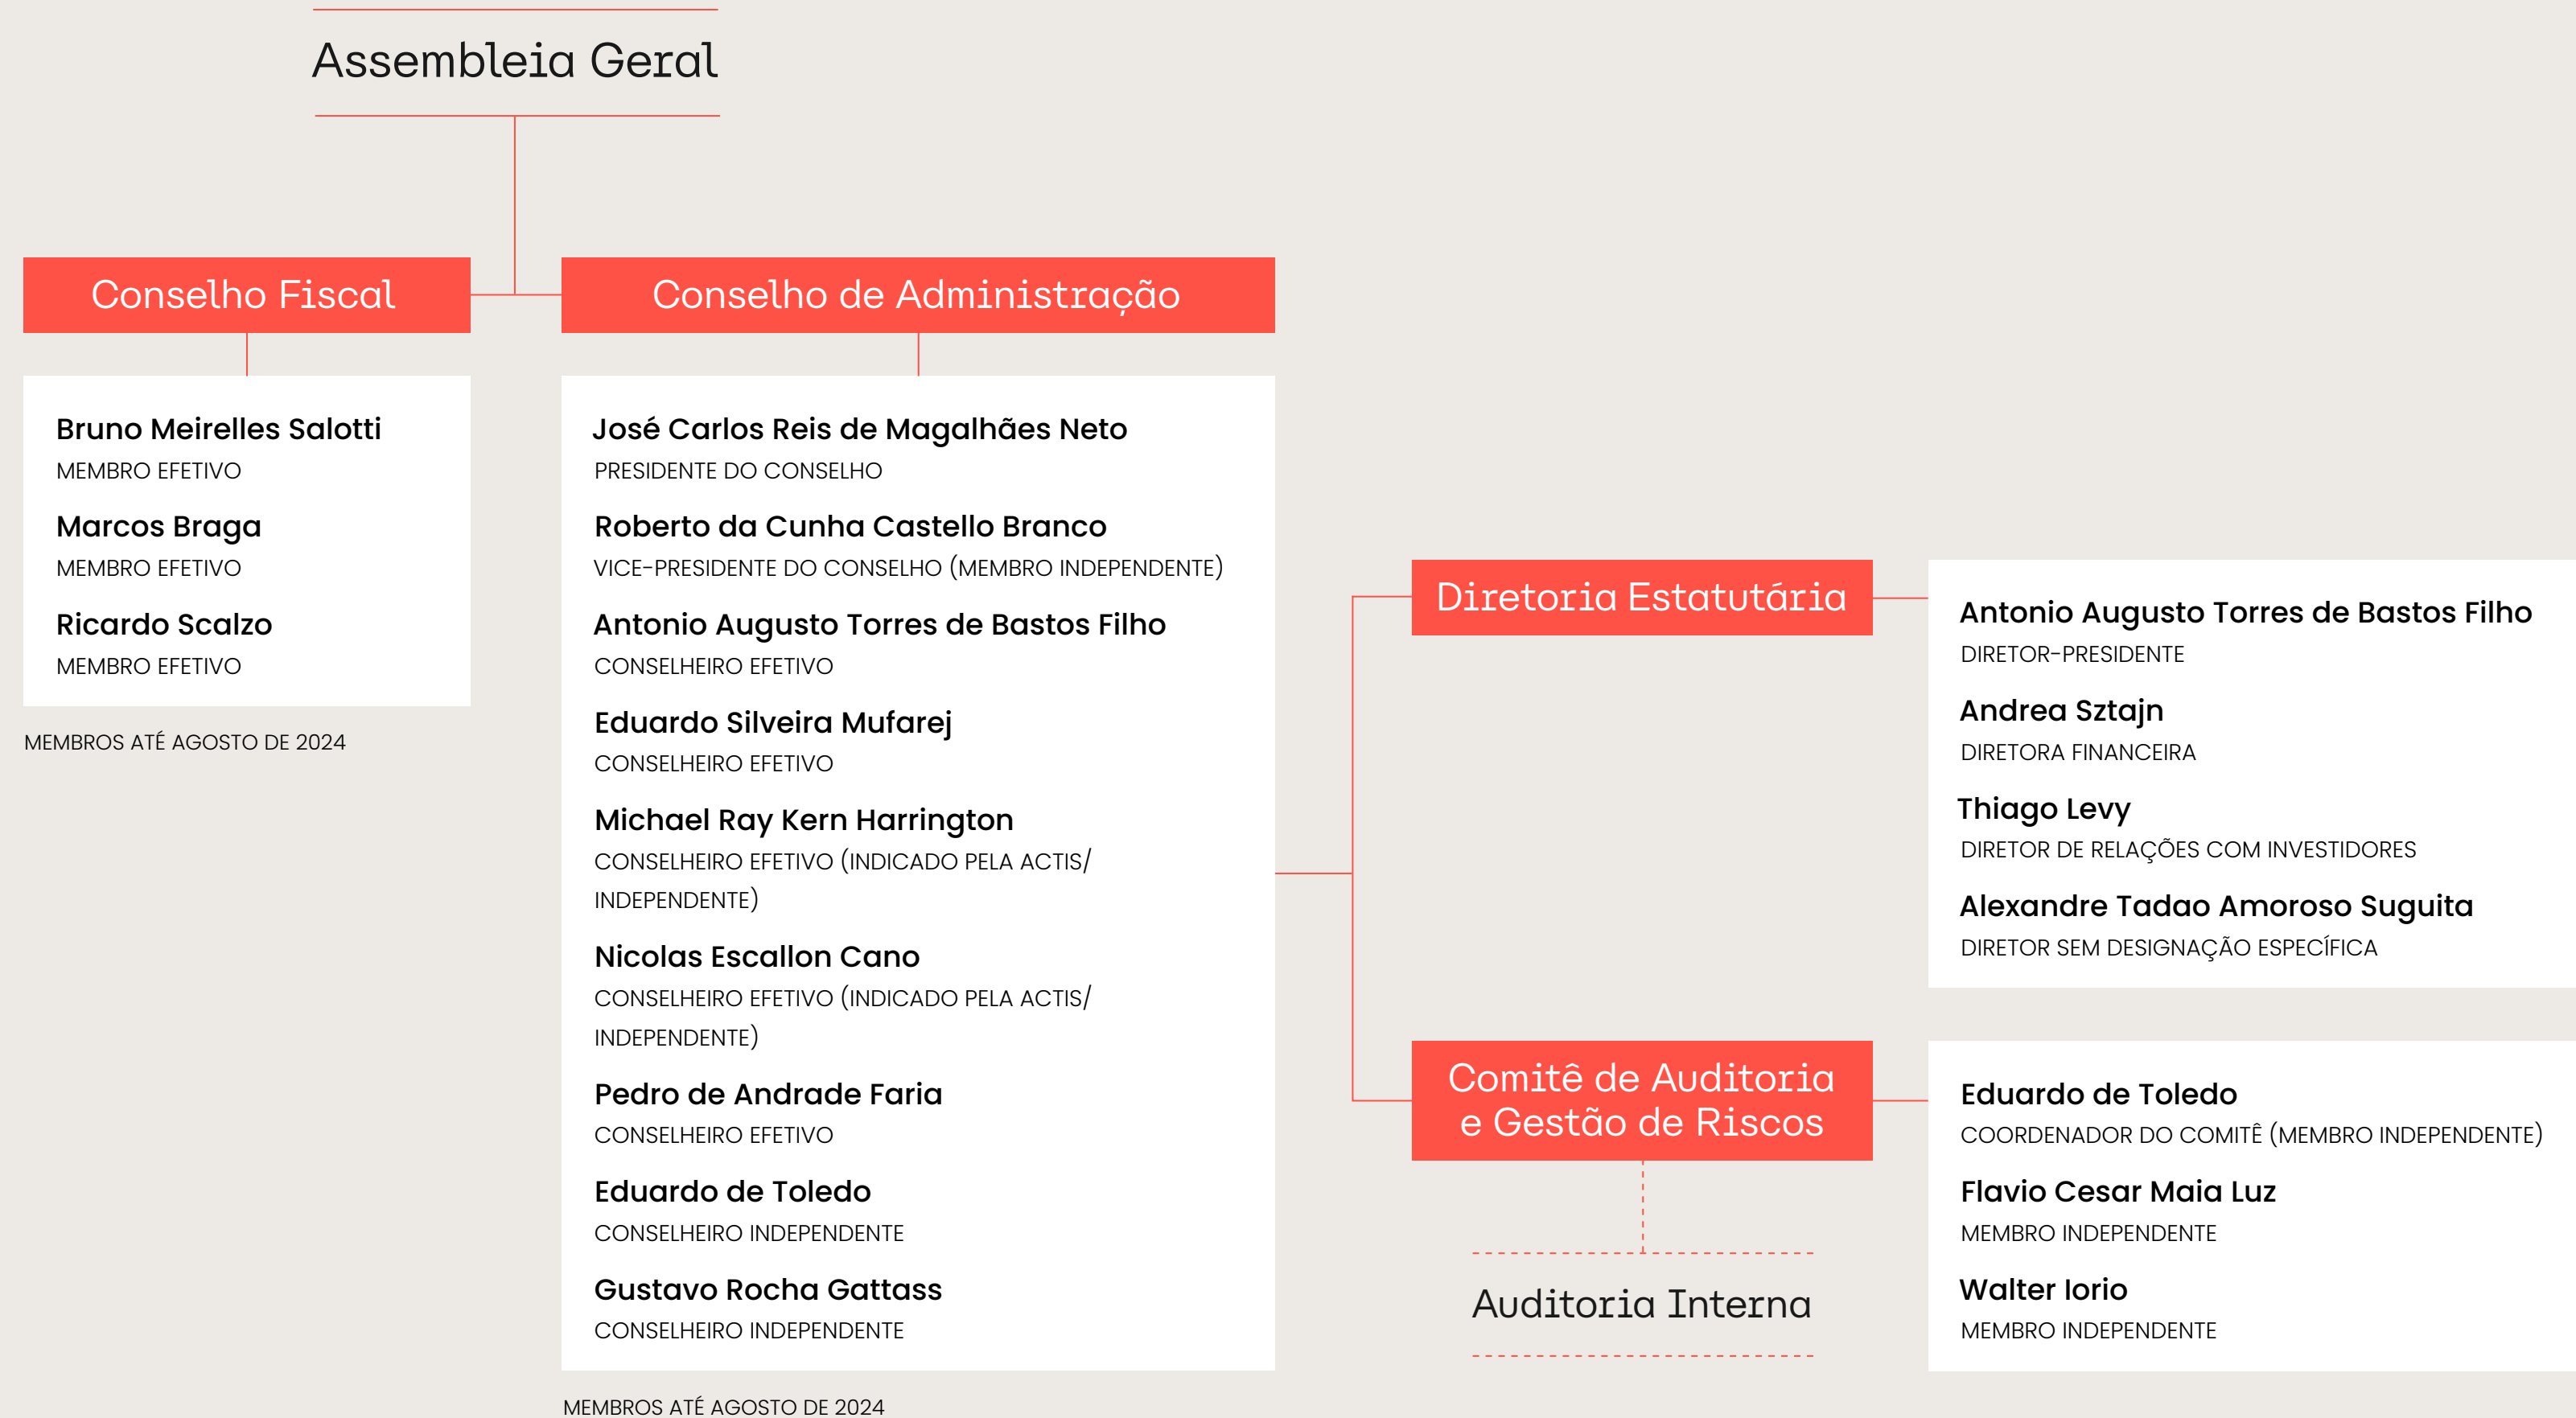 Assembleia Geral
Conselho Fiscal
Bruno Meirelles Salotti
MEMBRO EFETIVO
Marcos Braga
MEMBRO EFETIVO
Ricardo Scalzo
MEMBRO EFETIVO
MEMBROS ATÉ AGOSTO DE 2024
Conselho de Administração
José Carlos Reis de Magalhães Neto
PRESIDENTE DO CONSELHO
Roberto da Cunha Castello Branco
VICE-PRESIDENTE DO CONSELHO (MEMBRO INDEPENDENTE)
Antonio Augusto Torres de Bastos Filho
CONSELHEIRO EFETIVO
Eduardo Silveira Mufarej
CONSELHEIRO EFETIVO
Michael Ray Kern Harrington
CONSELHEIRO EFETIVO (INDICADO PELA ACTIS/
INDEPENDENTE)
Nicolas Escallon Cano
CONSELHEIRO EFETIVO (INDICADO PELA ACTIS/
INDEPENDENTE)
Pedro de Andrade Faria
CONSELHEIRO EFETIVO
Eduardo de Toledo
CONSELHEIRO INDEPENDENTE
Gustavo Rocha Gattass
CONSELHEIRO INDEPENDENTE
MEMBROS ATÉ AGOSTO DE 2024
Diretoria Estatutária
Antonio Augusto Torres de Bastos Filho
DIRETOR-PRESIDENTE
Andrea Sztajn
DIRETORA FINANCEIRA
Thiago Levy
DIRETOR DE RELAÇÕES COM INVESTIDORES
Alexandre Tadao Amoroso Suguita
DIRETOR SEM DESIGNAÇÃO ESPECÍFICA
Comitê de Auditoria
e Gestão de Riscos
Eduardo de Toledo
COORDENADOR DO COMITÊ (MEMBRO INDEPENDENTE)
Flavio Cesar Maia Luz
MEMBRO INDEPENDENTE
Walter Iorio
MEMBRO INDEPENDENTE
Auditoria Interna